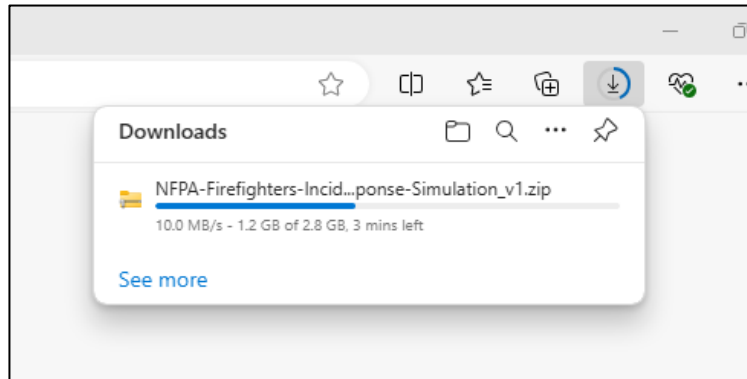 Downloads
NFPA-Firefighters-Incid...ponse-Simulation_v1.zip
10.0 MB/s - 1.2 GB of 2.8 GB, 3 mins left
See more